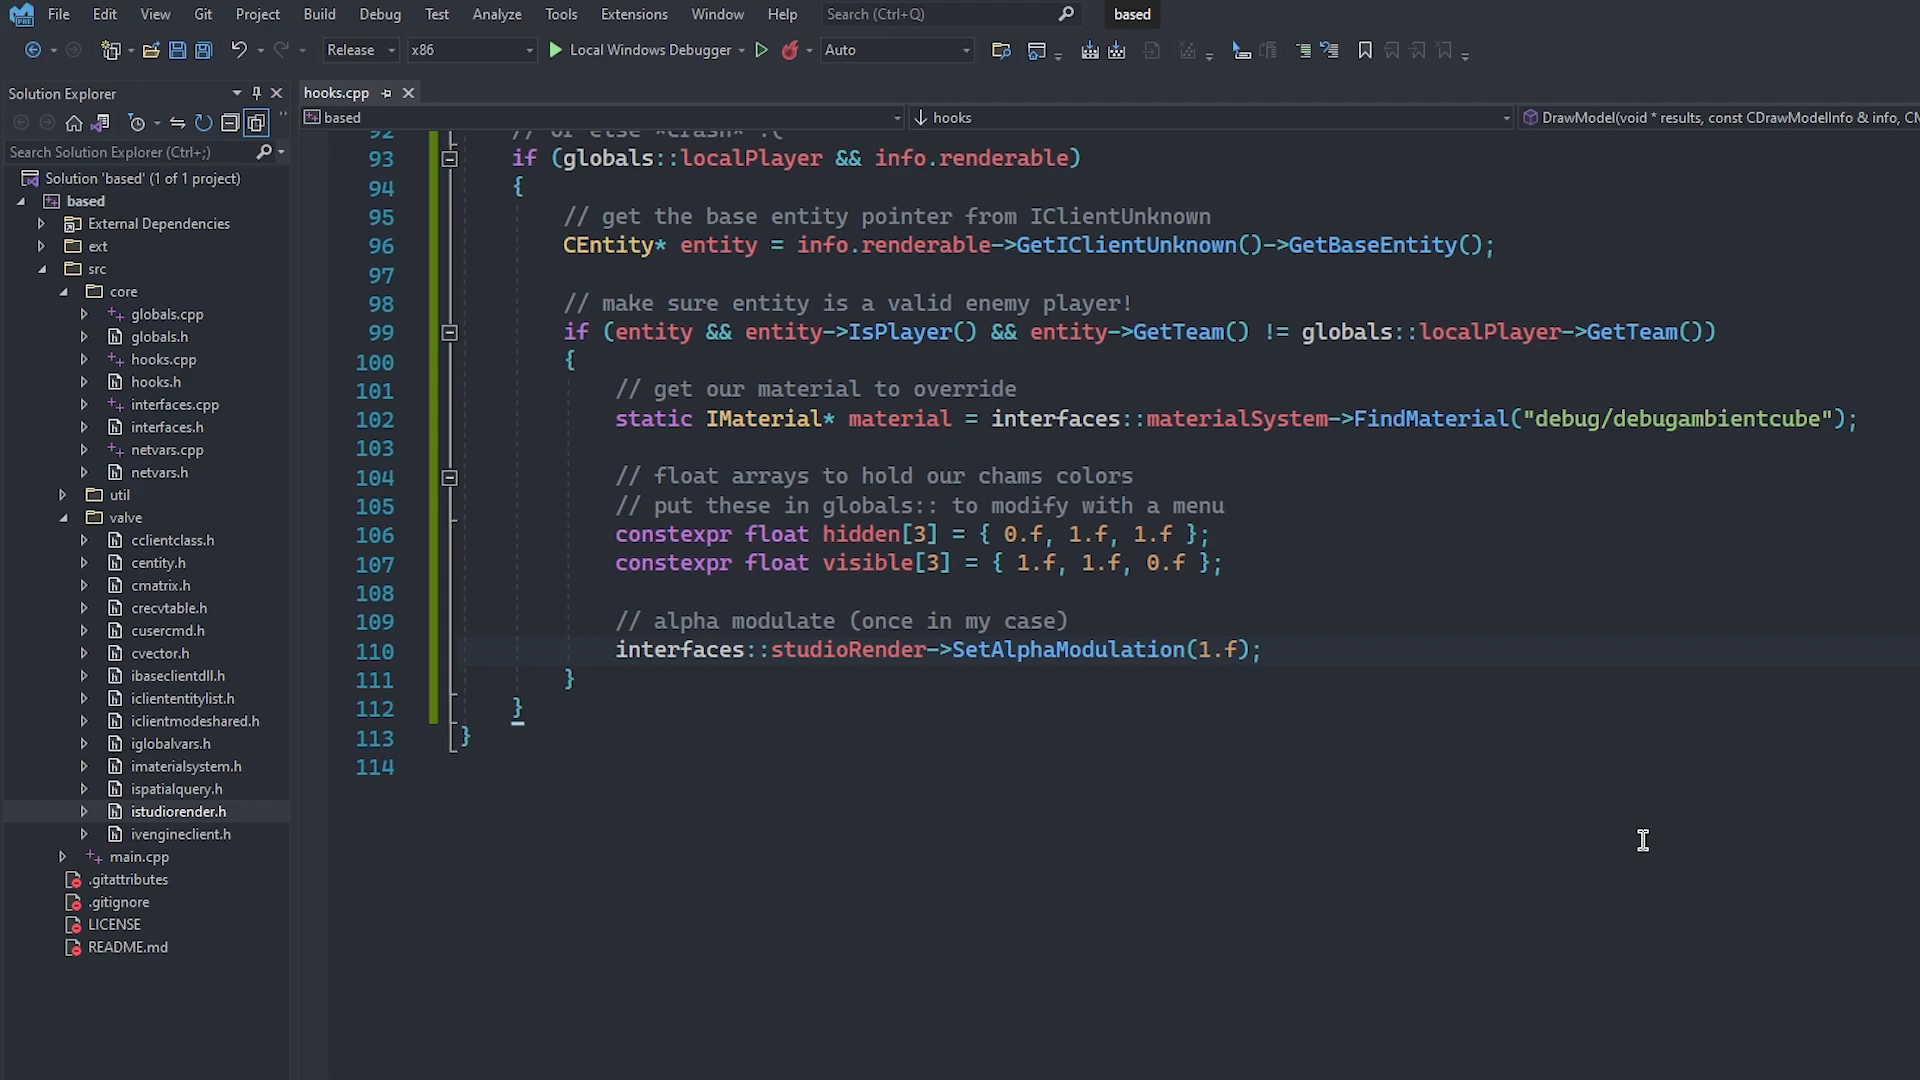 File Edit View Git Project Build Debug Test Analyze Tools Extensions Window Help Search (Ctrl+Q) based
Release x86 Local Windows Debugger Auto
Solution Explorer
hooks.cpp
based hooks DrawModel(void * results, const CDrawModelInfo & info, CM
Search Solution Explorer (Ctrl+;)
Solution 'based' (1 of 1 project)
based
External Dependencies
ext
src
core
globals.cpp
globals.h
hooks.cpp
hooks.h
interfaces.cpp
interfaces.h
netvars.cpp
netvars.h
util
valve
cclientclass.h
centity.h
cmatrix.h
crecvtable.h
cusercmd.h
cvector.h
ibaseclientdll.h
icliententitylist.h
iclientmodeshared.h
iglobalvars.h
imaterialsystem.h
ispatialquery.h
istudiorender.h
ivengineclient.h
main.cpp
.gitattributes
.gitignore
LICENSE
README.md
92 // or else *crash* :(
93 if (globals::localPlayer && info.renderable)
94 {
95 // get the base entity pointer from IClientUnknown
96 CEntity* entity = info.renderable->GetIClientUnknown()->GetBaseEntity();
97
98 // make sure entity is a valid enemy player!
99 if (entity && entity->IsPlayer() && entity->GetTeam() != globals::localPlayer->GetTeam())
100 {
101 // get our material to override
102 static IMaterial* material = interfaces::materialSystem->FindMaterial("debug/debugambientcube");
103
104 // float arrays to hold our chams colors
105 // put these in globals:: to modify with a menu
106 constexpr float hidden[3] = { 0.f, 1.f, 1.f };
107 constexpr float visible[3] = { 1.f, 1.f, 0.f };
108
109 // alpha modulate (once in my case)
110 interfaces::studioRender->SetAlphaModulation(1.f);
111 }
112 }
113 }
114